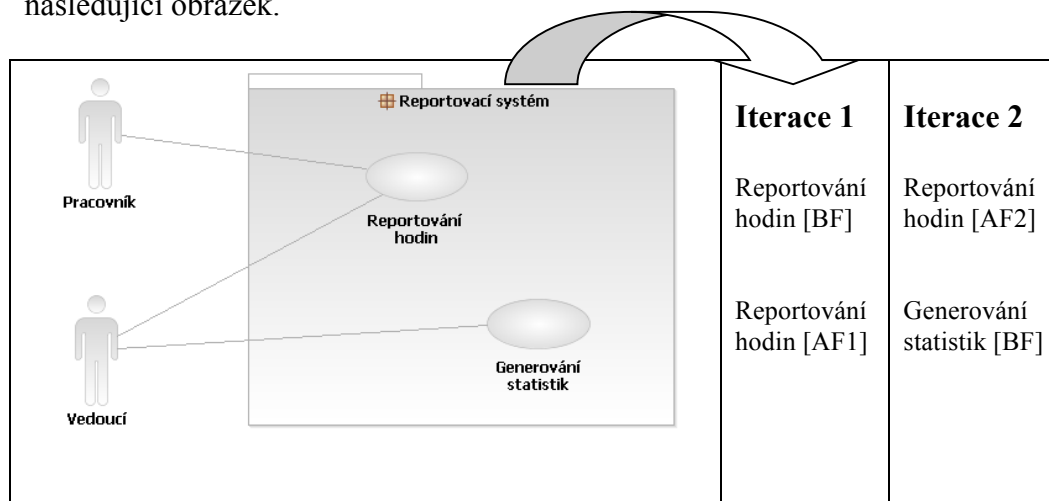 následující obrázek.
Reportovací systém
Pracovník
Reportování
hodin
Generování
statistik
Vedoucí
Iterace 1
Reportování
hodin [BF]
Reportování
hodin [AF1]
Iterace 2
Reportování
hodin [AF2]
Generování
statistik [BF]